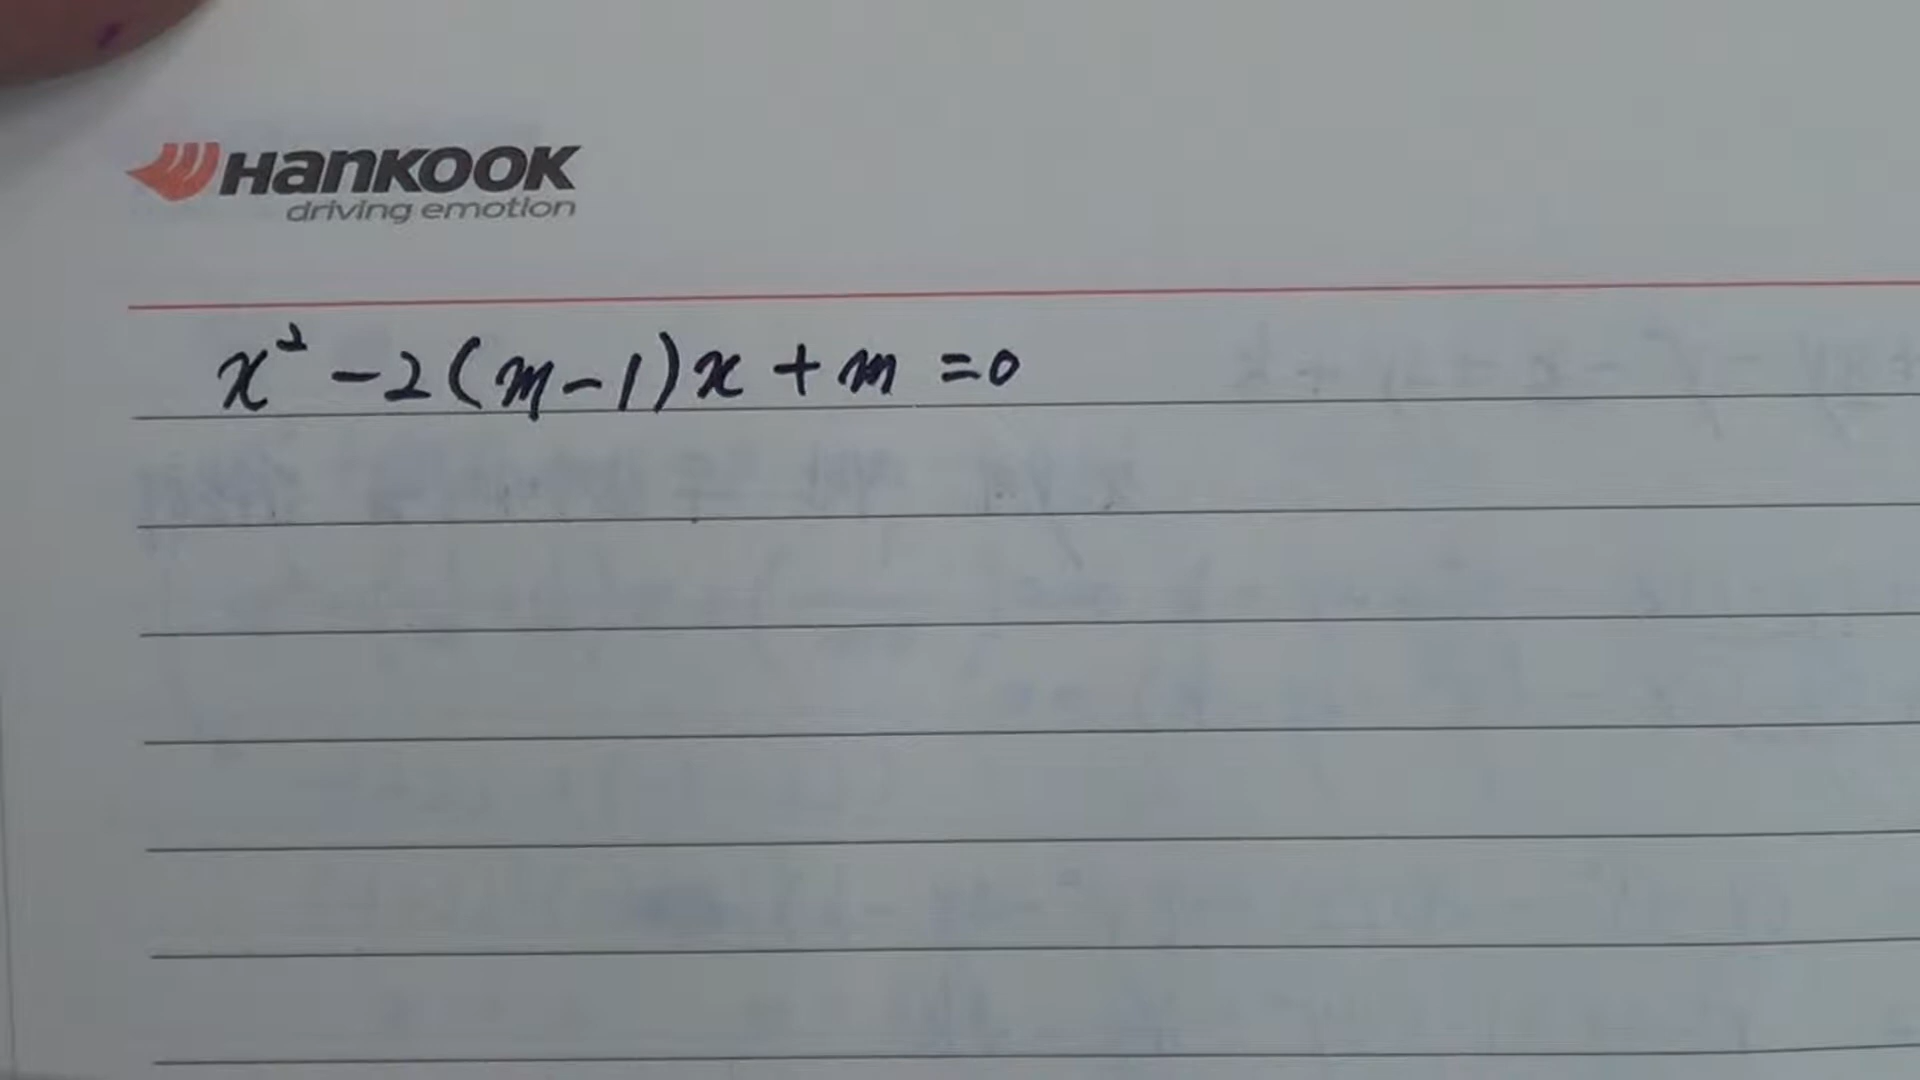 HANKOOK
driving emotion
x² - 2(m-1)x + m = 0